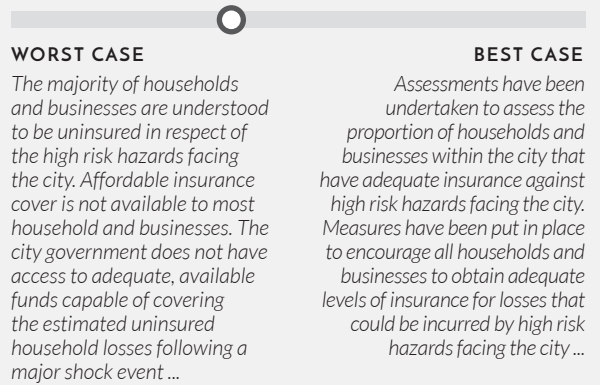 WORST CASE
The majority of households
and businesses are understood
to be uninsured in respect of
the high risk hazards facing
the city. Affordable insurance
cover is not available to most
household and businesses. The
city government does not have
access to adequate, available
funds capable of covering
the estimated uninsured
household losses following a
major shock event ...
BEST CASE
Assessments have been
undertaken to assess the
proportion of households and
businesses within the city that
have adequate insurance against
high risk hazards facing the city.
Measures have been put in place
to encourage all households and
businesses to obtain adequate
levels of insurance for losses that
could be incurred by high risk
hazards facing the city ...